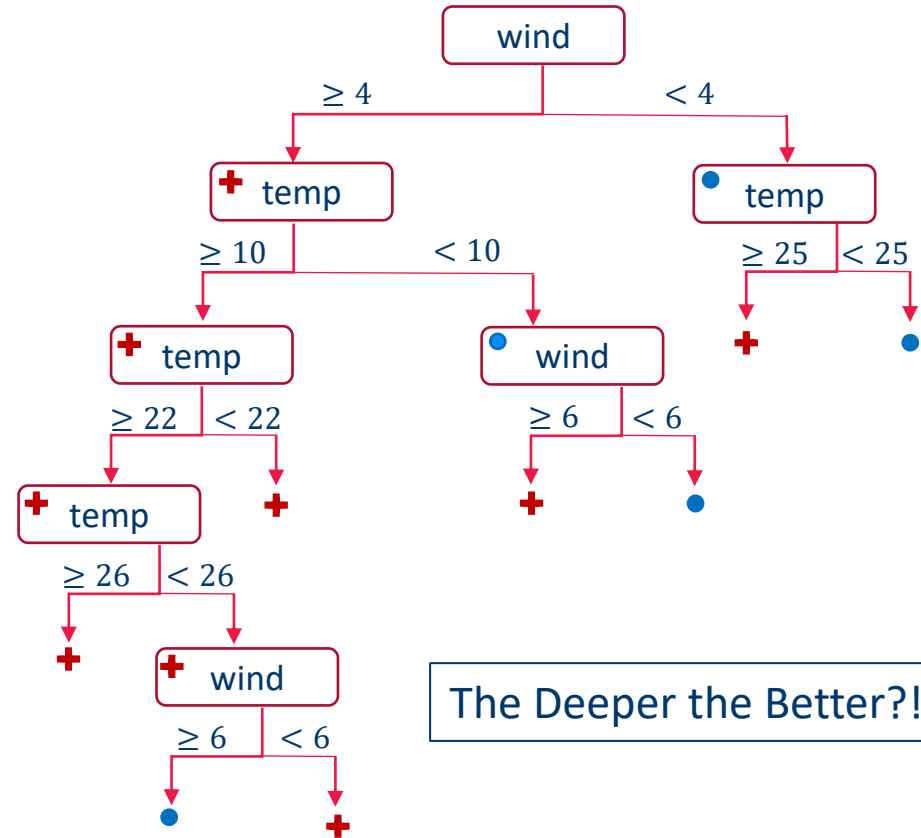 wind
≥ 4
< 4
temp
temp
≥ 10
< 10
≥ 25
< 25
temp
wind
≥ 22
< 22
≥ 6
< 6
temp
≥ 26
< 26
wind
The Deeper the Better?!
≥ 6
< 6